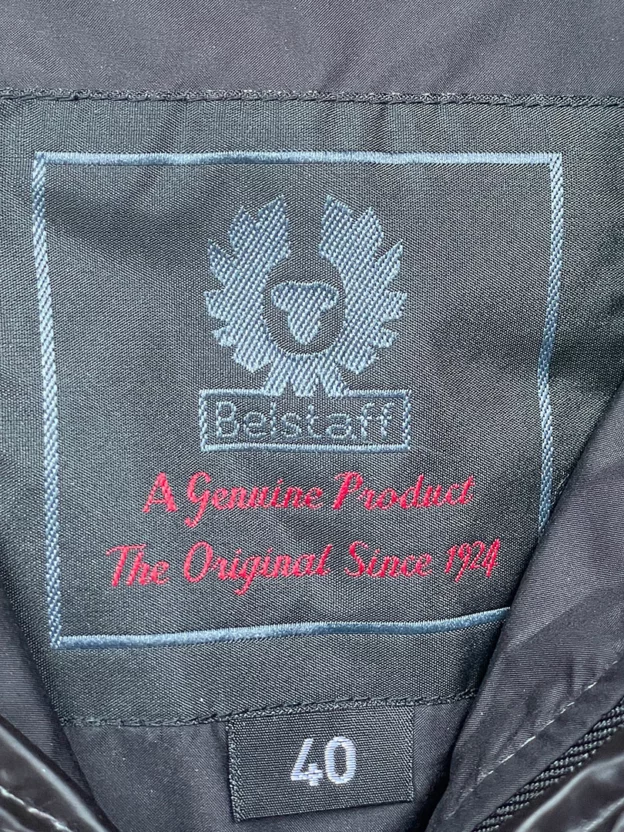 Belstaff
A Genuine Product
The Original Since 1924
40